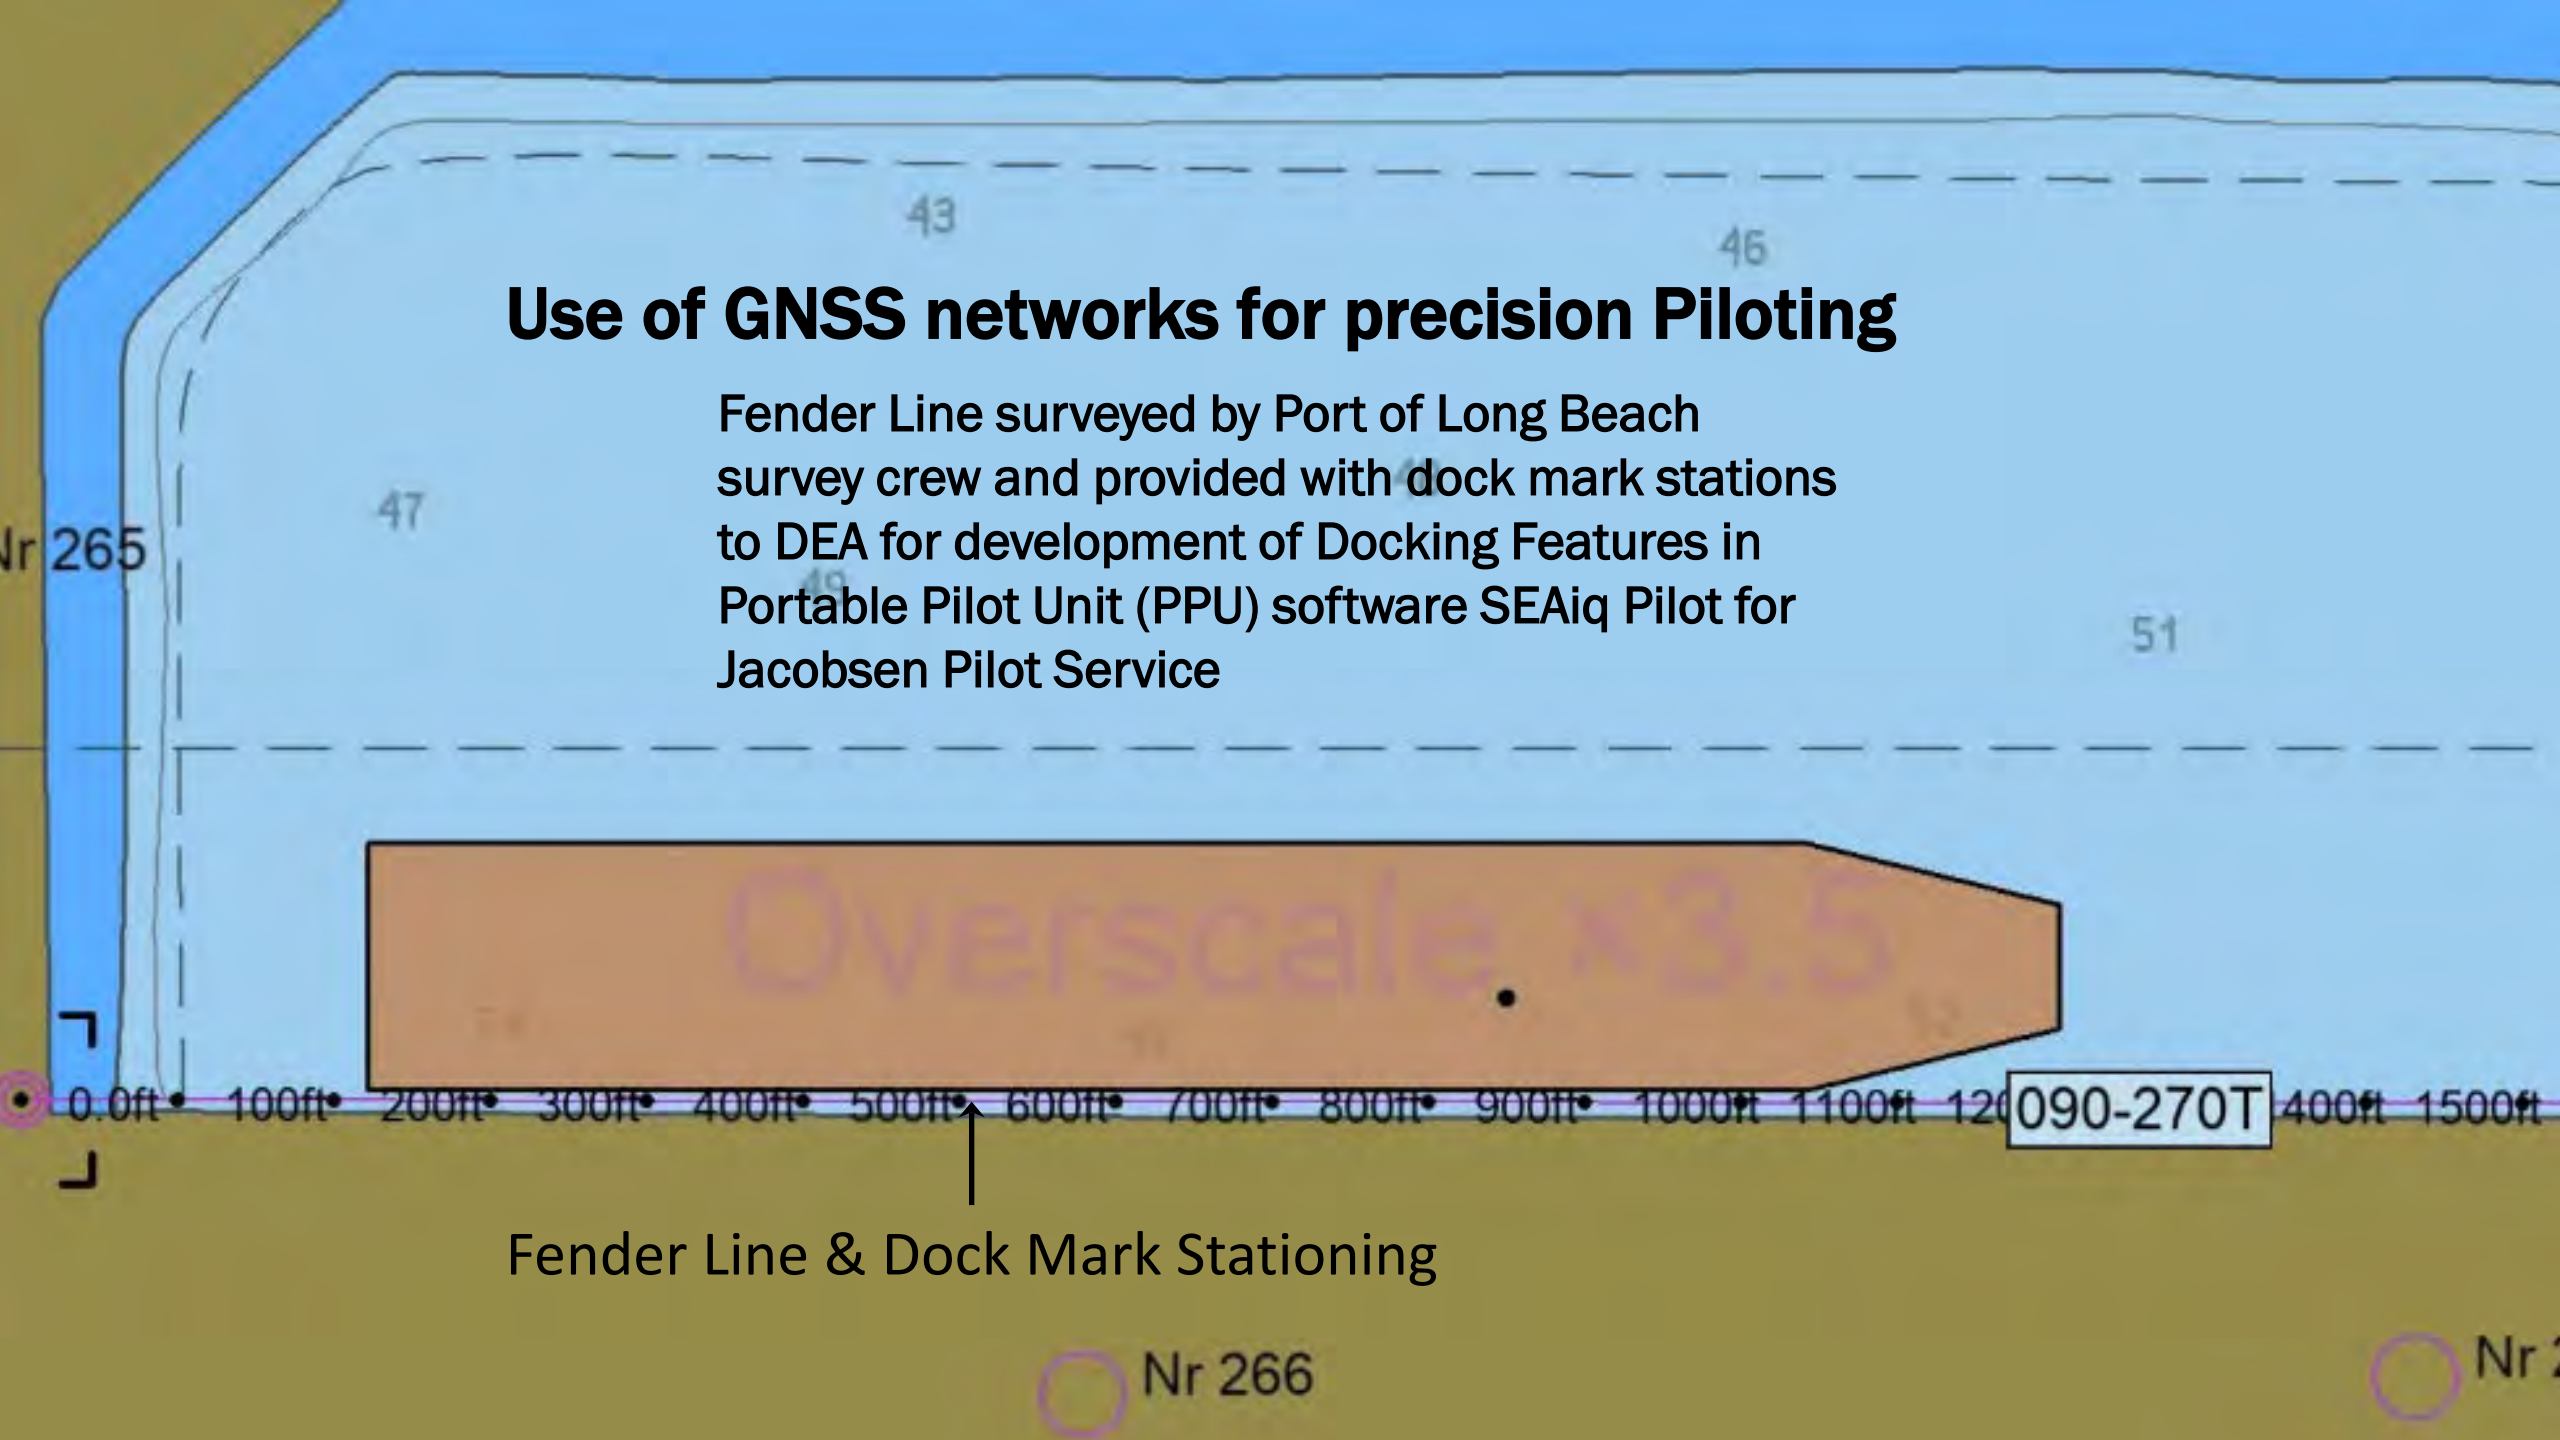 43
46
Use of GNSS networks for precision Piloting
Fender Line surveyed by Port of Long Beach
survey crew and provided with dock mark stations
to DEA for development of Docking Features in
Portable Pilot Unit (PPU) software SEAiq Pilot for
Jacobsen Pilot Service
47
Nr 265
49
51
Overscale x3.5
52
0.0ft 100ft 200ft 300ft 400ft 500ft 600ft 700ft 800ft 900ft 1000ft 1100ft 090-270T 1500ft
Fender Line & Dock Mark Stationing
Nr 266
Nr